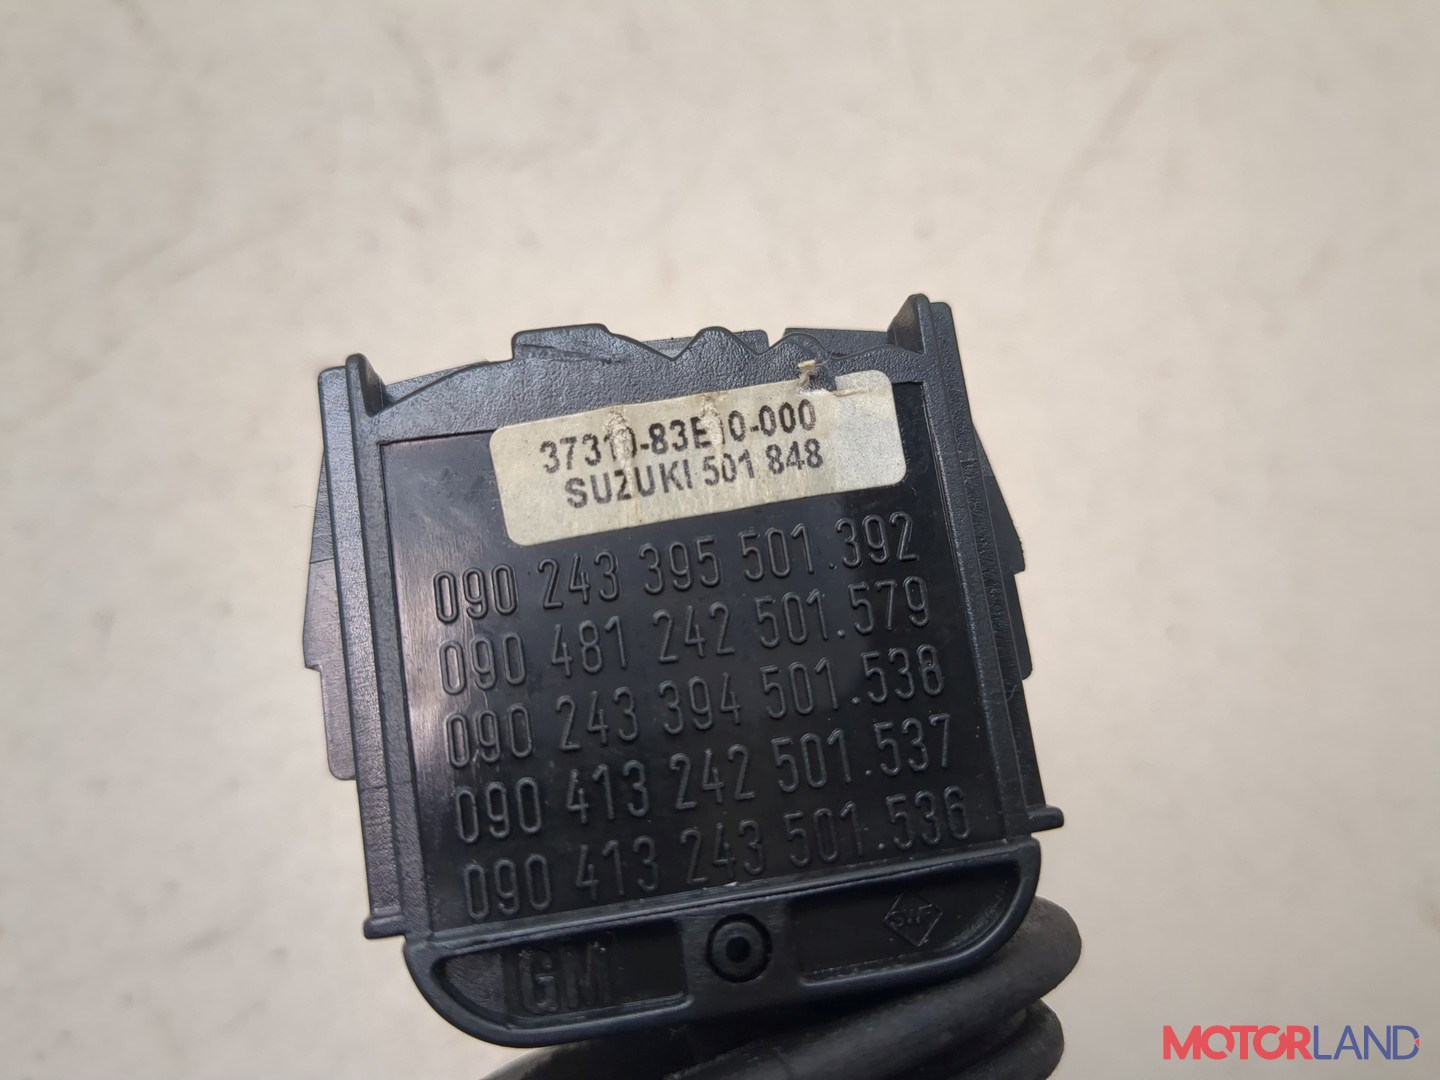 37310-83E10-000
SUZUKI 501 848
090 243 395 501.392
090 481 242 501.579
090 243 394 501.538
090 413 242 501.537
090 413 243 501.536
GM
SWF
MOTORLAND